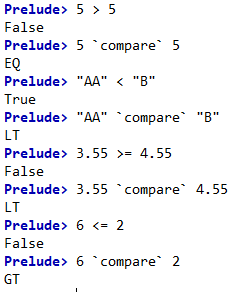 Prelude> 5 > 5
False
Prelude> 5 `compare` 5
EQ
Prelude> "AA" < "B"
True
Prelude> "AA" `compare` "B"
LT
Prelude> 3.55 >= 4.55
False
Prelude> 3.55 `compare` 4.55
LT
Prelude> 6 <= 2
False
Prelude> 6 `compare` 2
GT